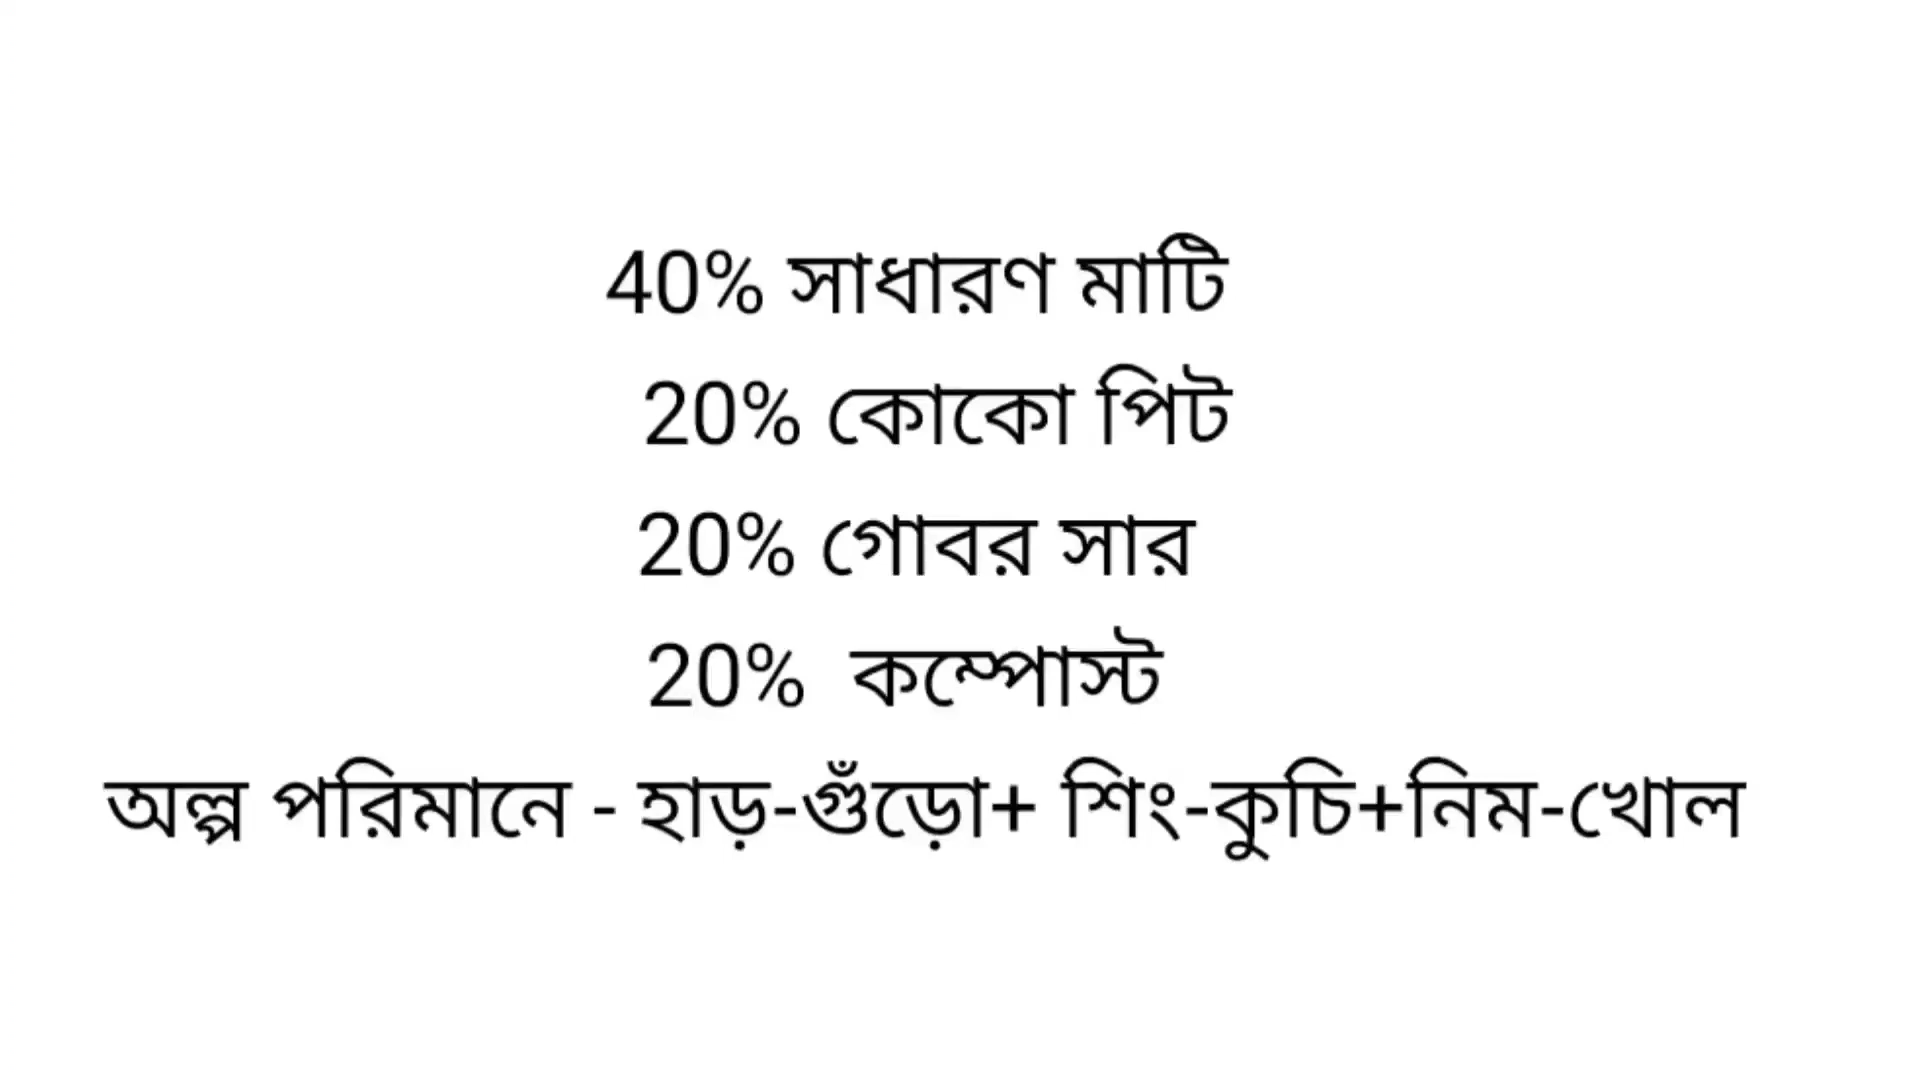 40% সাধারণ মাটি
20% কোকো পিট
20% গোবর সার
20% কম্পোস্ট
অল্প পরিমানে - হাড়-গুঁড়ো+ শিং-কুচি+নিম-খোল